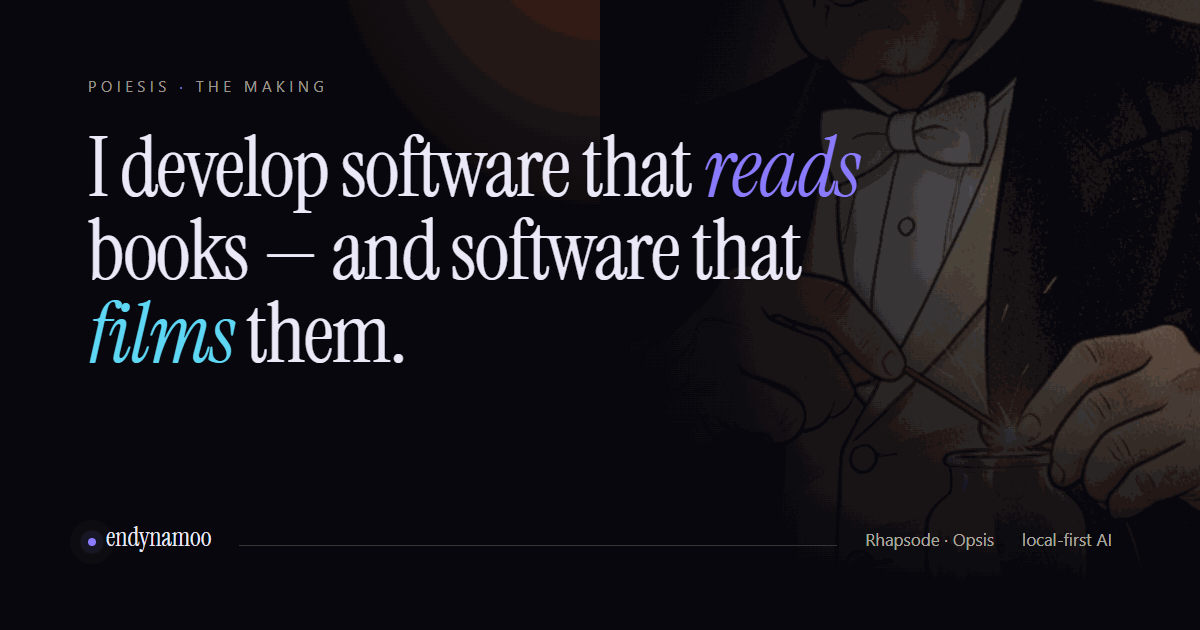 POIESIS · THE MAKING
I develop software that reads
books — and software that
films them.
endynamoo
Rhapsode · Opsis local-first AI